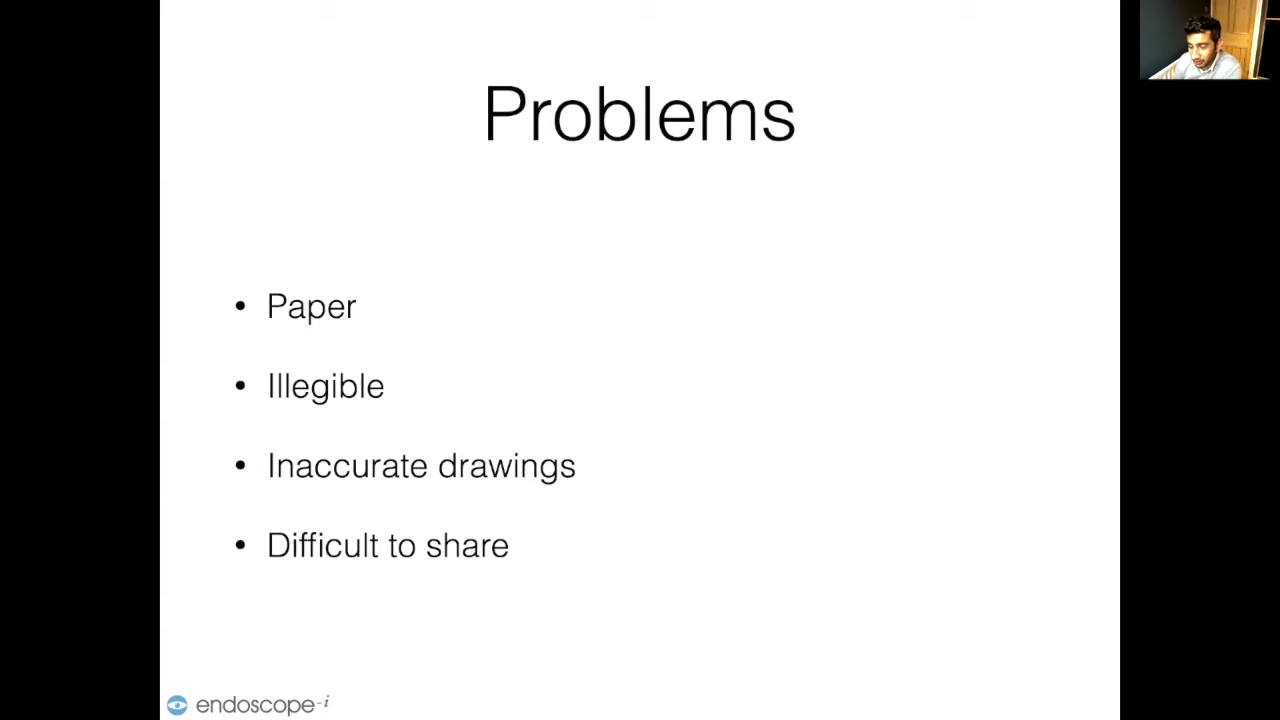 Problems
• Paper
• Illegible
• Inaccurate drawings
• Difficult to share
endoscope-i